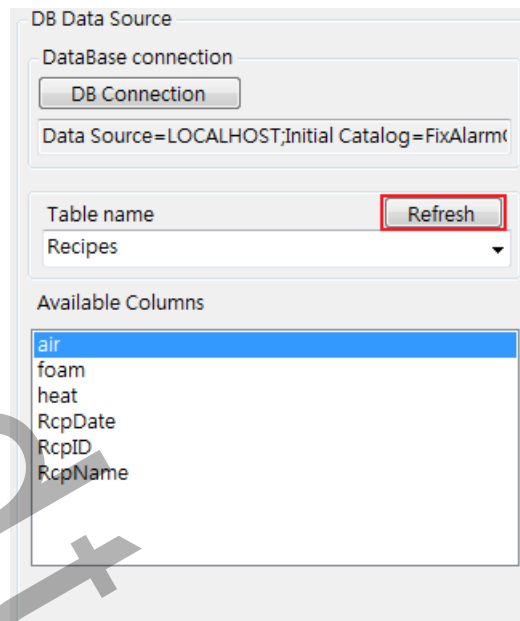 DB Data Source
DataBase connection
DB Connection
Data Source=LOCALHOST;Initial Catalog=FixAlarm
Table name
Refresh
Recipes
Available Columns
air
foam
heat
RcpDate
RcpID
RcpName